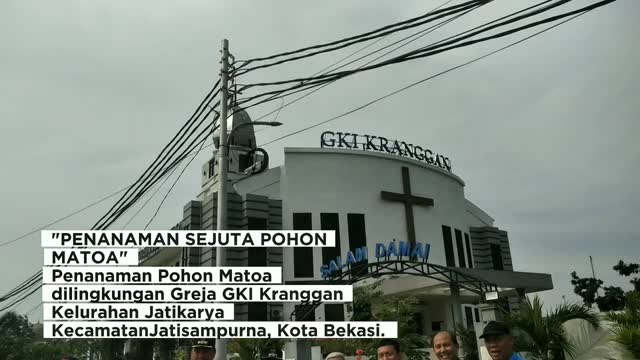 GKI KRANGGAN
SALAM DAMAI
"PENANAMAN SEJUTA POHON
MATOA"
Penanaman Pohon Matoa
dilingkungan Greja GKI Kranggan
Kelurahan Jatikarya
KecamatanJatisampurna, Kota Bekasi.